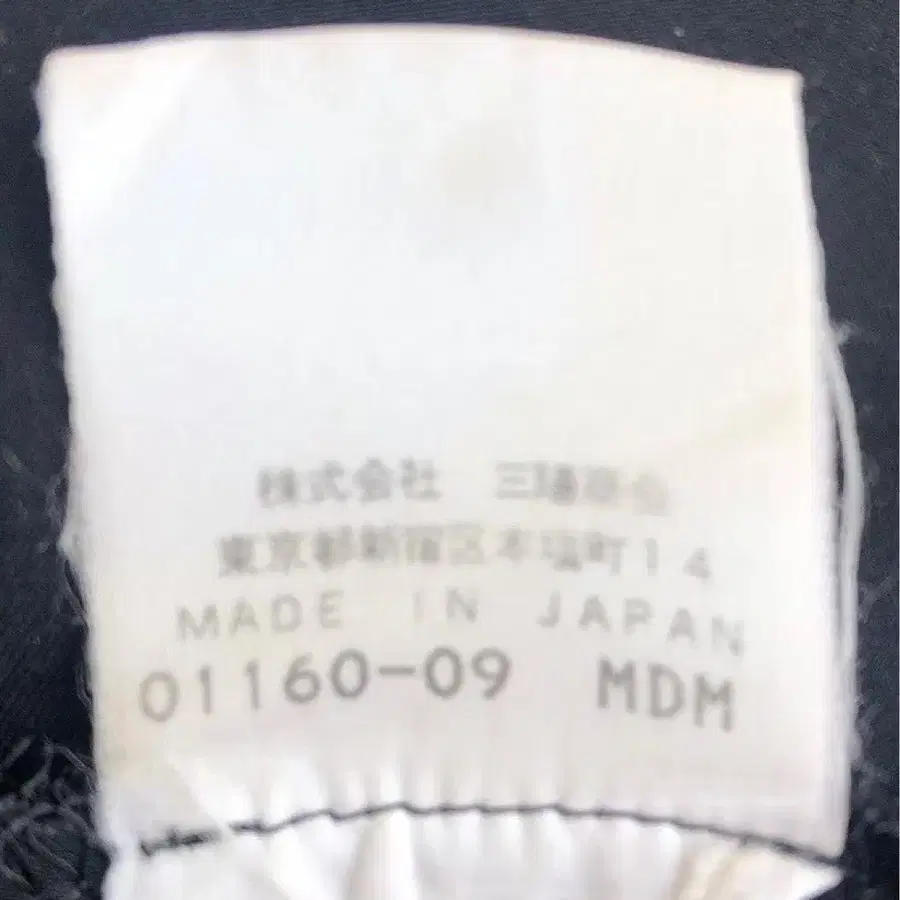 株式会社 三陽商会
東京都新宿区本塩町14
MADE IN JAPAN
01160-09 MDM